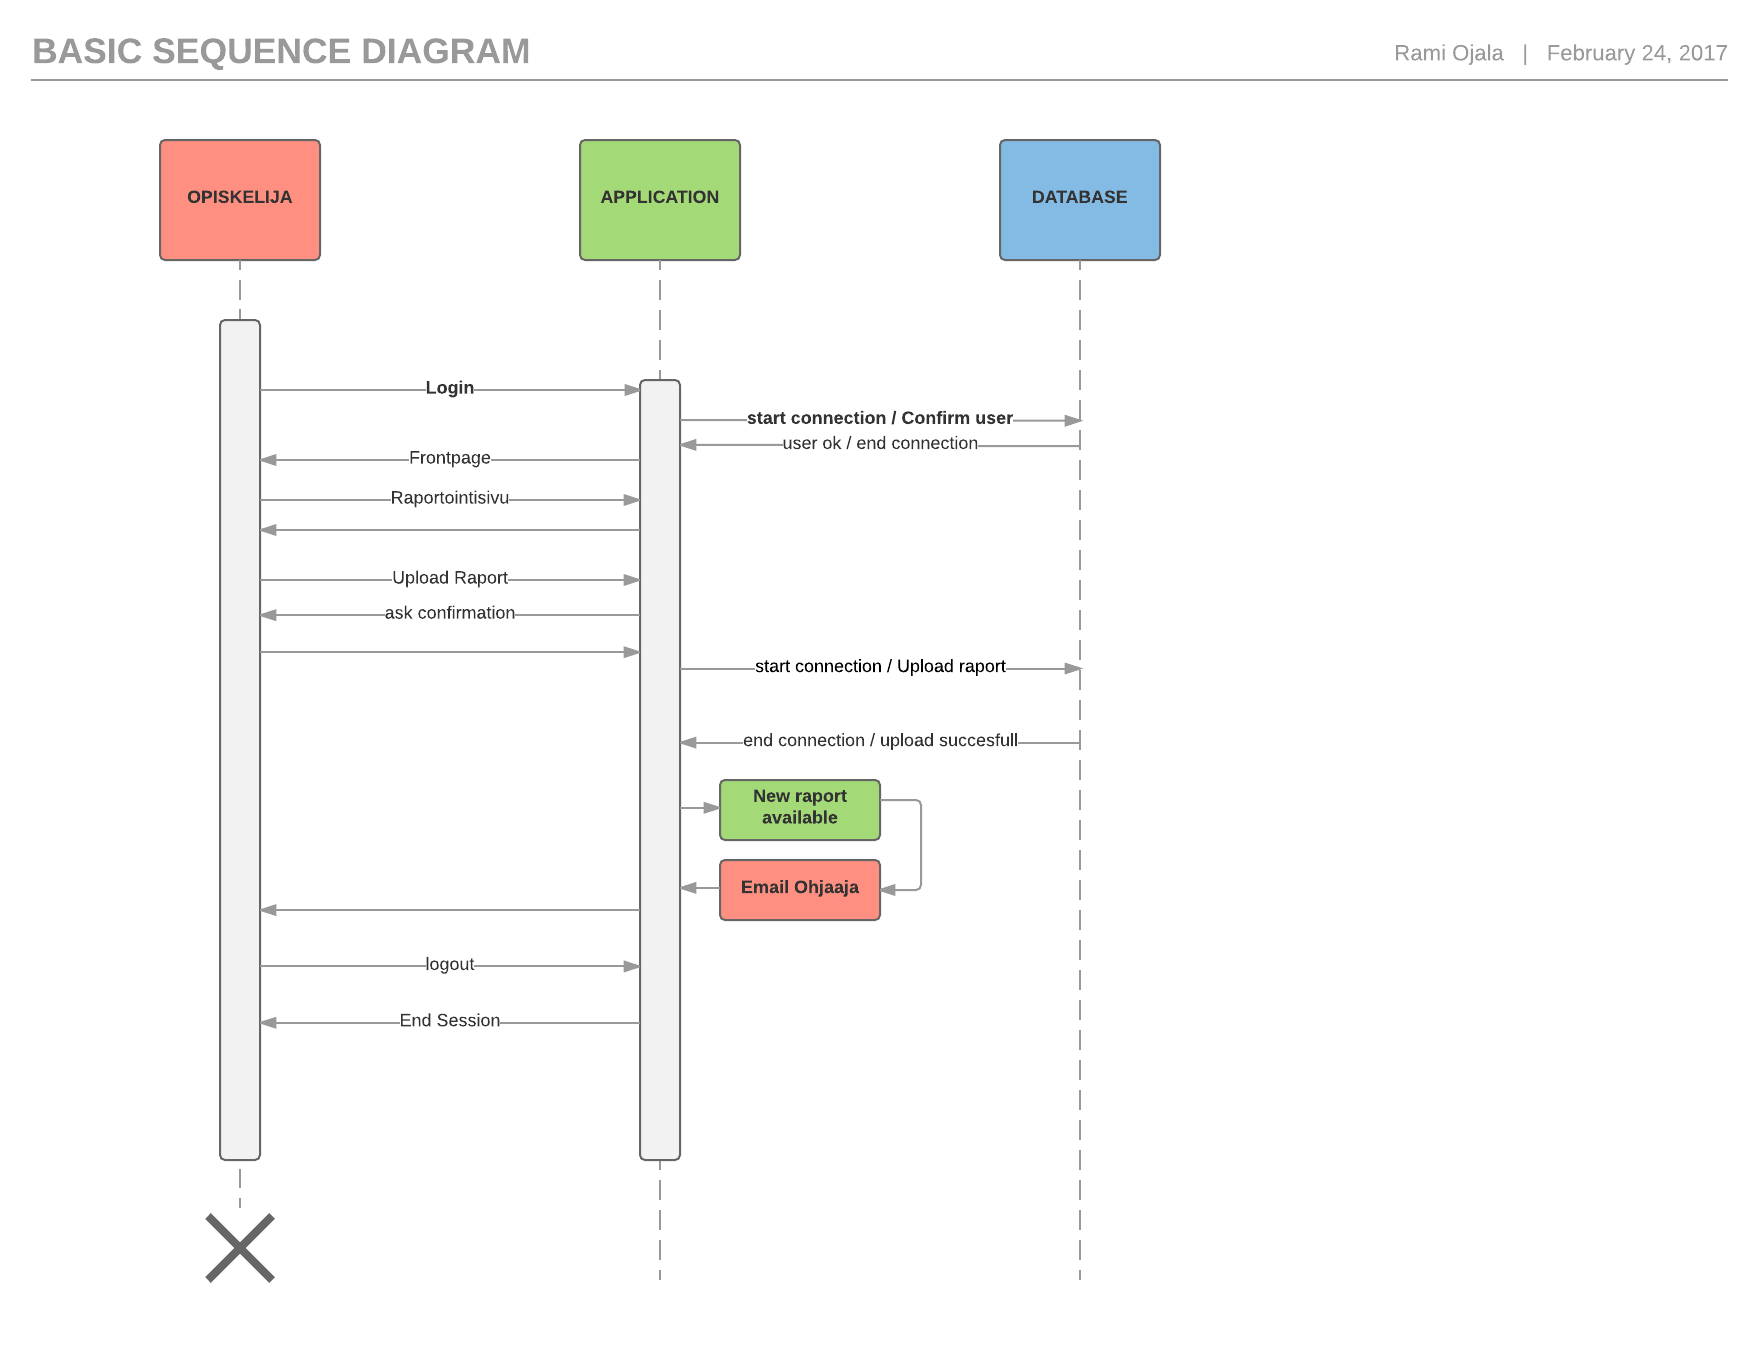 BASIC SEQUENCE DIAGRAM
Rami Ojala | February 24, 2017
OPISKELIJA
APPLICATION
DATABASE
Login
start connection / Confirm user
user ok / end connection
Frontpage
Raportointisivu
Upload Raport
ask confirmation
start connection / Upload raport
end connection / upload succesfull
New raport
available
Email Ohjaaja
logout
End Session